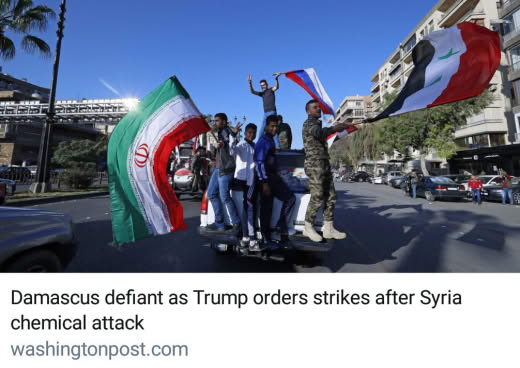 Damascus defiant as Trump orders strikes after Syria
chemical attack
washingtonpost.com